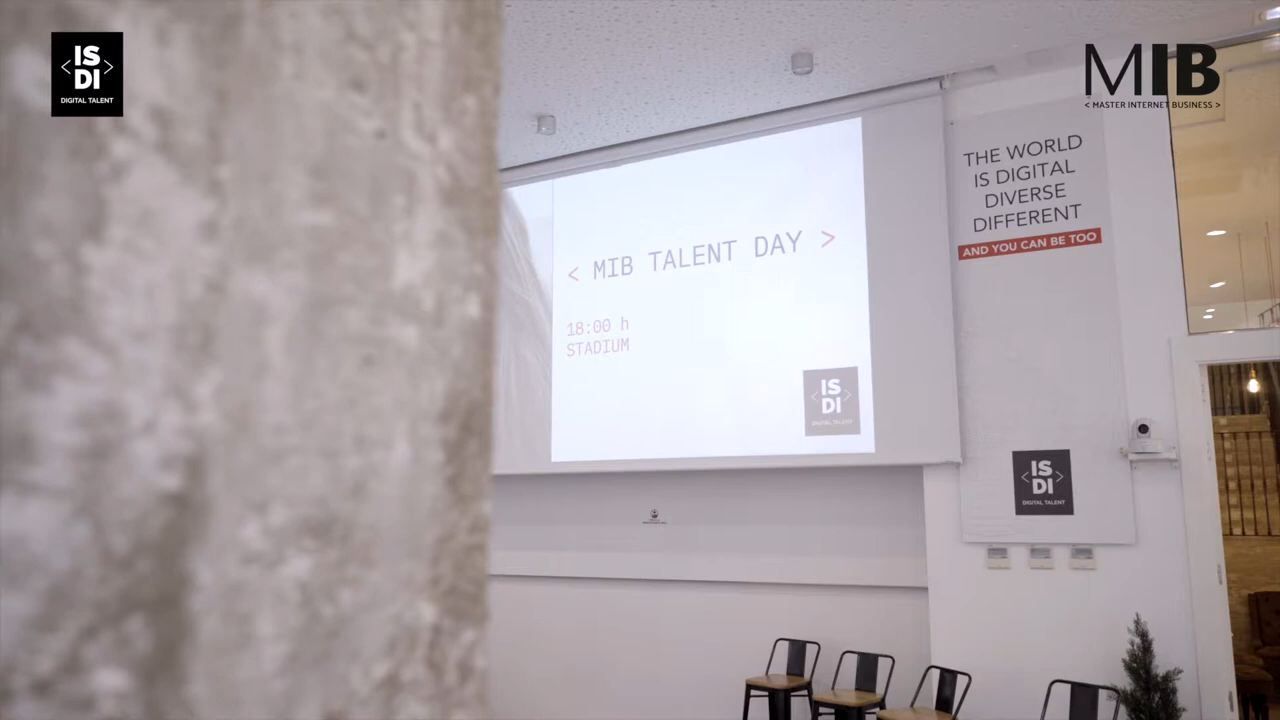 IS
DI
DIGITAL TALENT
MIB
< MASTER INTERNET BUSINESS >
THE WORLD
IS DIGITAL
DIVERSE
DIFFERENT
AND YOU CAN BE TOO
< MIB TALENT DAY >
18:00 h
STADIUM
IS
DI
DIGITAL TALENT
IS
DI
DIGITAL TALENT